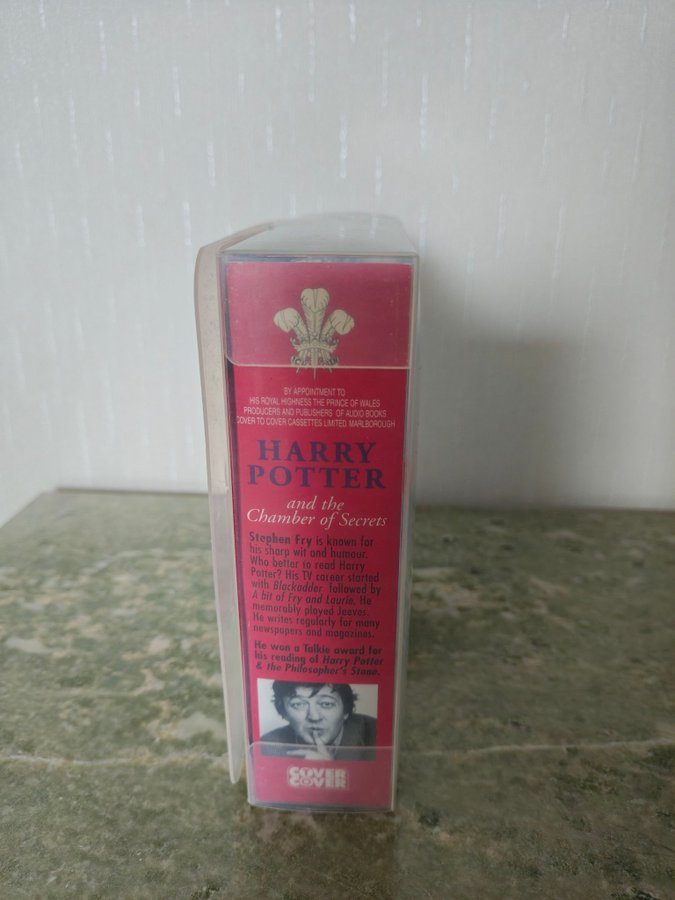 BY APPOINTMENT TO
HIS ROYAL HIGHNESS THE PRINCE OF WALES
PRODUCERS AND PUBLISHERS OF AUDIO BOOKS
COVER TO COVER CASSETTES LIMITED, MARLBOROUGH
HARRY
POTTER
and the
Chamber of Secrets
Stephen Fry is known for
his sharp wit and humour.
Who better to read Harry
Potter? His TV career started
with Blackadder followed by
A bit of Fry and Laurie. He
memorably played Jeeves.
He writes regularly for many
newspapers and magazines.
He won a Talkie award for
his reading of Harry Potter
& the Philosopher's Stone.
COVER
COVER